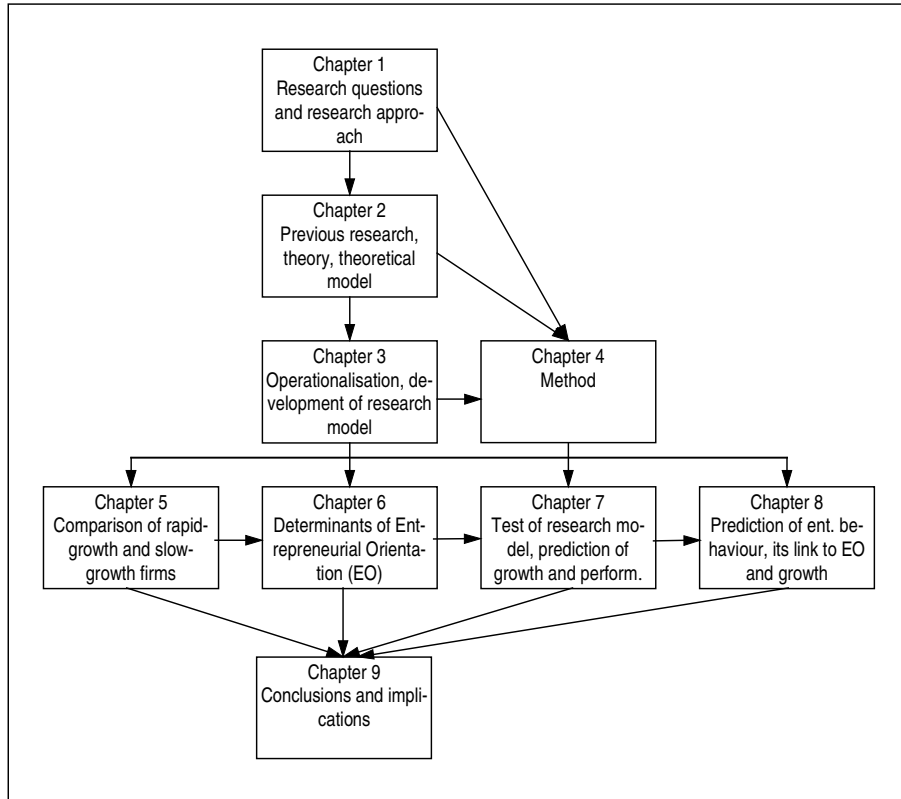 Chapter 1
Research questions
and research approach
Chapter 2
Previous research,
theory, theoretical
model
Chapter 3
Operationalisation, de-
velopment of research
model
Chapter 4
Method
Chapter 5
Comparison of rapid-
growth and slow-
growth firms
Chapter 6
Determinants of Ent-
repreneurial Orienta-
tion (EO)
Chapter 7
Test of research mo-
del, prediction of
growth and perform.
Chapter 8
Prediction of ent. be-
haviour, its link to EO
and growth
Chapter 9
Conclusions and impli-
cations